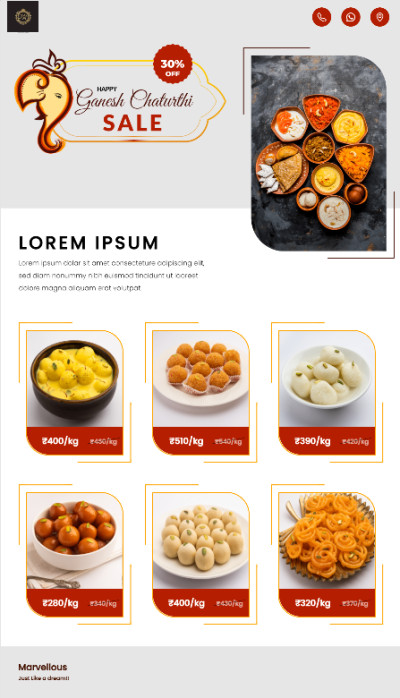 30%
OFF
HAPPY
Ganesh Chaturthi
SALE
LOREM IPSUM
Lorem ipsum dolor sit amet consecteture adipiscing elit,
sed diam nonummy nibh euismod tincidunt ut laoreet
dolore magna aliquam erat volutpat
₹400/kg ₹450/kg
₹510/kg ₹540/kg
₹390/kg ₹420/kg
₹280/kg ₹340/kg
₹400/kg ₹430/kg
₹320/kg ₹370/kg
Marvellous
Just Like a dream!!